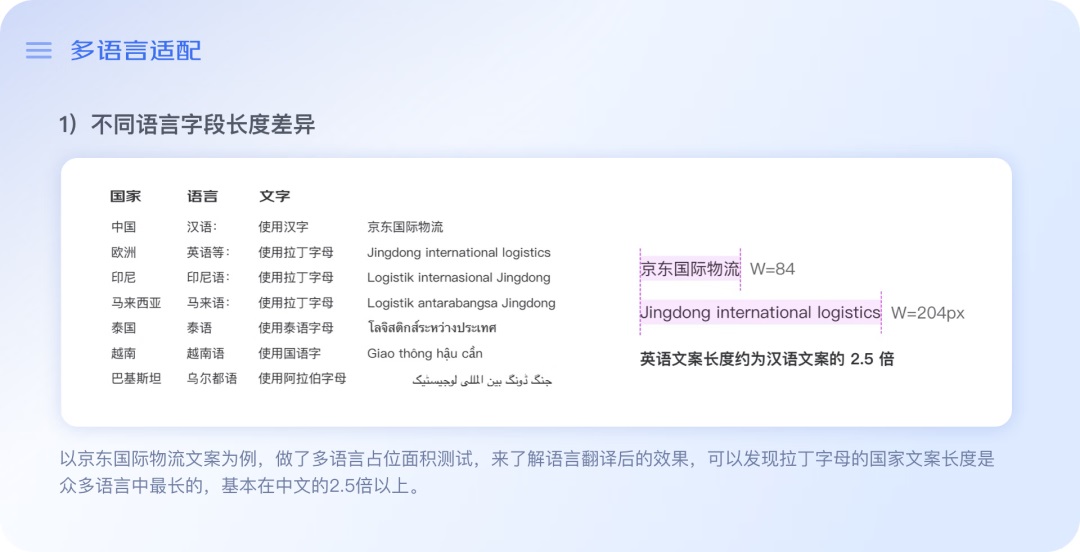 多语言适配
1）不同语言字段长度差异
国家 语言 文字
中国 汉语： 使用汉字 京东国际物流
欧洲 英语等： 使用拉丁字母 Jingdong international logistics
印尼 印尼语： 使用拉丁字母 Logistik internasional Jingdong
马来西亚 马来语： 使用拉丁字母 Logistik antarabangsa Jingdong
泰国 泰语 使用泰语字母 โลจิสติกส์ระหว่างประเทศ
越南 越南语 使用国语字 Giao thông hậu cần
巴基斯坦 乌尔都语 使用阿拉伯字母 جنگ ڈونگ بین المللی لوجیسٹیک
京东国际物流 W=84
Jingdong international logistics W=204px
英语文案长度约为汉语文案的 2.5 倍
以京东国际物流文案为例，做了多语言占位面积测试，来了解语言翻译后的效果，可以发现拉丁字母的国家文案长度是
众多语言中最长的，基本在中文的2.5倍以上。